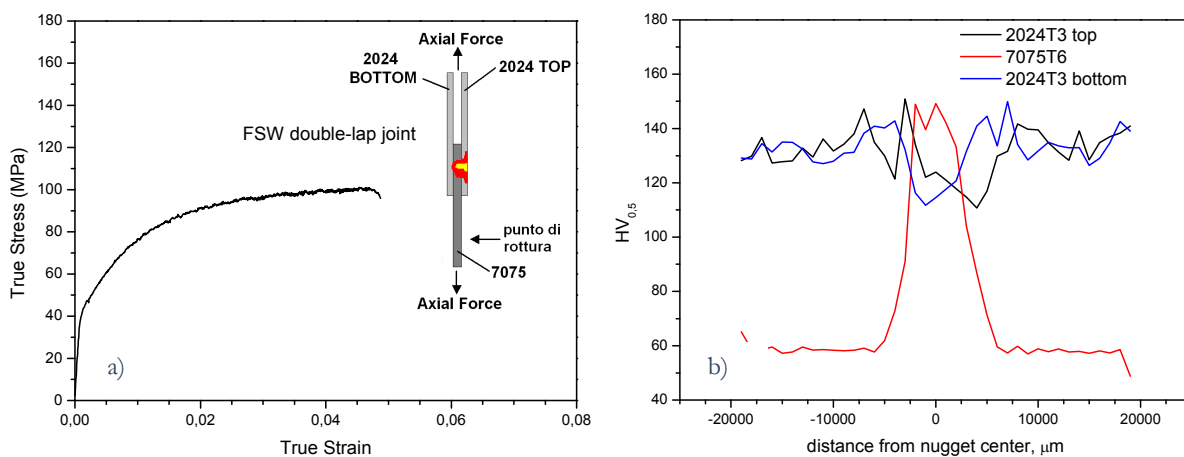 180
160
140
120
100
80
60
40
20
0
True Stress (MPa)
0,00
0,02
0,04
0,06
0,08
True Strain
a)
FSW double-lap joint
Axial Force
2024
BOTTOM
2024 TOP
punto di
rottura
7075
Axial Force
180
160
140
120
100
80
60
40
HV0,5
-20000
-10000
0
10000
20000
distance from nugget center, μm
b)
2024T3 top
7075T6
2024T3 bottom